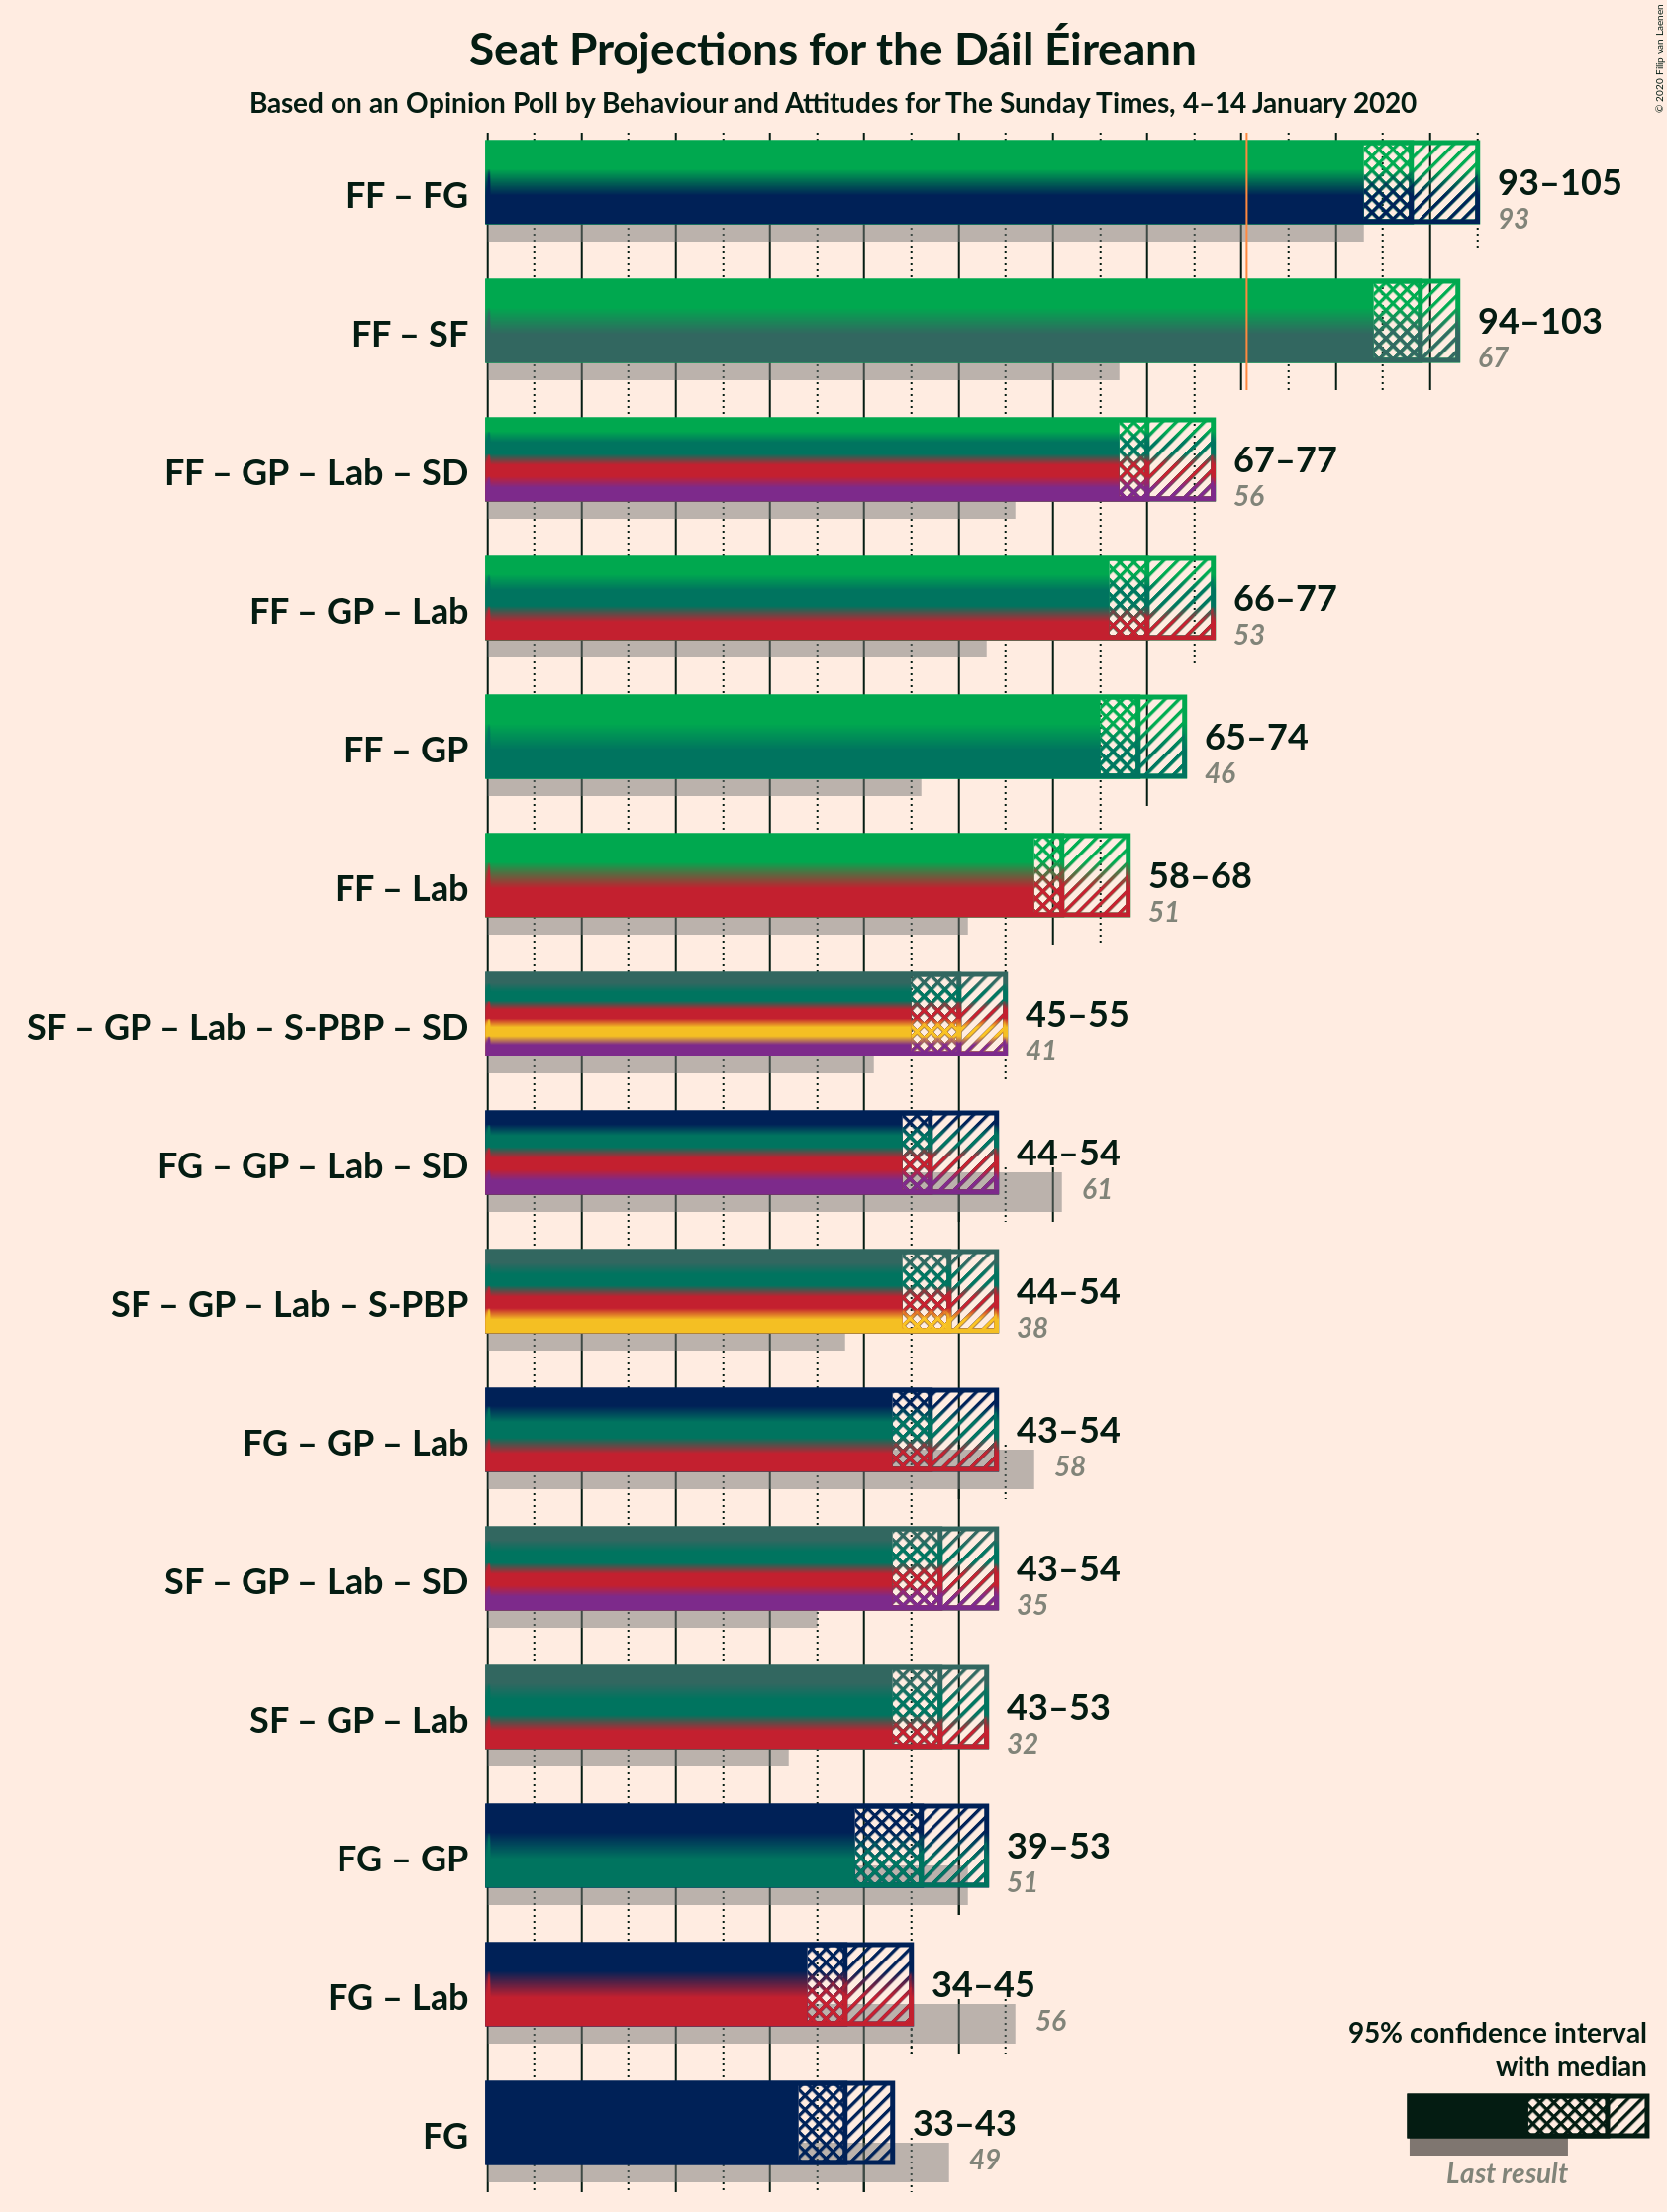 Seat Projections for the Dáil Éireann
Based on an Opinion Poll by Behaviour and Attitudes for The Sunday Times, 4–14 January 2020
© 2020 Filip van Laenen
FF – FG
93–105
93
FF – SF
94–103
67
FF – GP – Lab – SD
67–77
56
FF – GP – Lab
66–77
53
FF – GP
65–74
46
FF – Lab
58–68
51
SF – GP – Lab – S-PBP – SD
45–55
41
FG – GP – Lab – SD
44–54
61
SF – GP – Lab – S-PBP
44–54
38
FG – GP – Lab
43–54
58
SF – GP – Lab – SD
43–54
35
SF – GP – Lab
43–53
32
FG – GP
39–53
51
FG – Lab
34–45
56
FG
33–43
49
95% confidence interval
with median
Last result